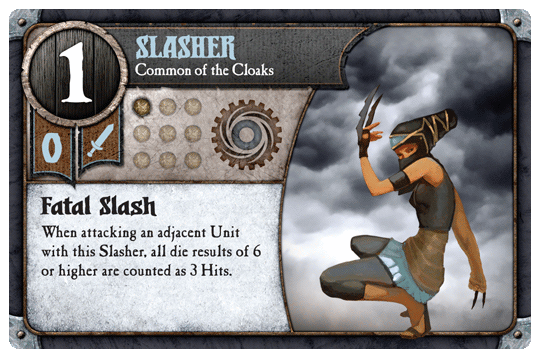 1
SLASHER
Common of the Cloaks
0
Fatal Slash
When attacking an adjacent Unit
with this Slasher, all die results of 6
or higher are counted as 3 Hits.